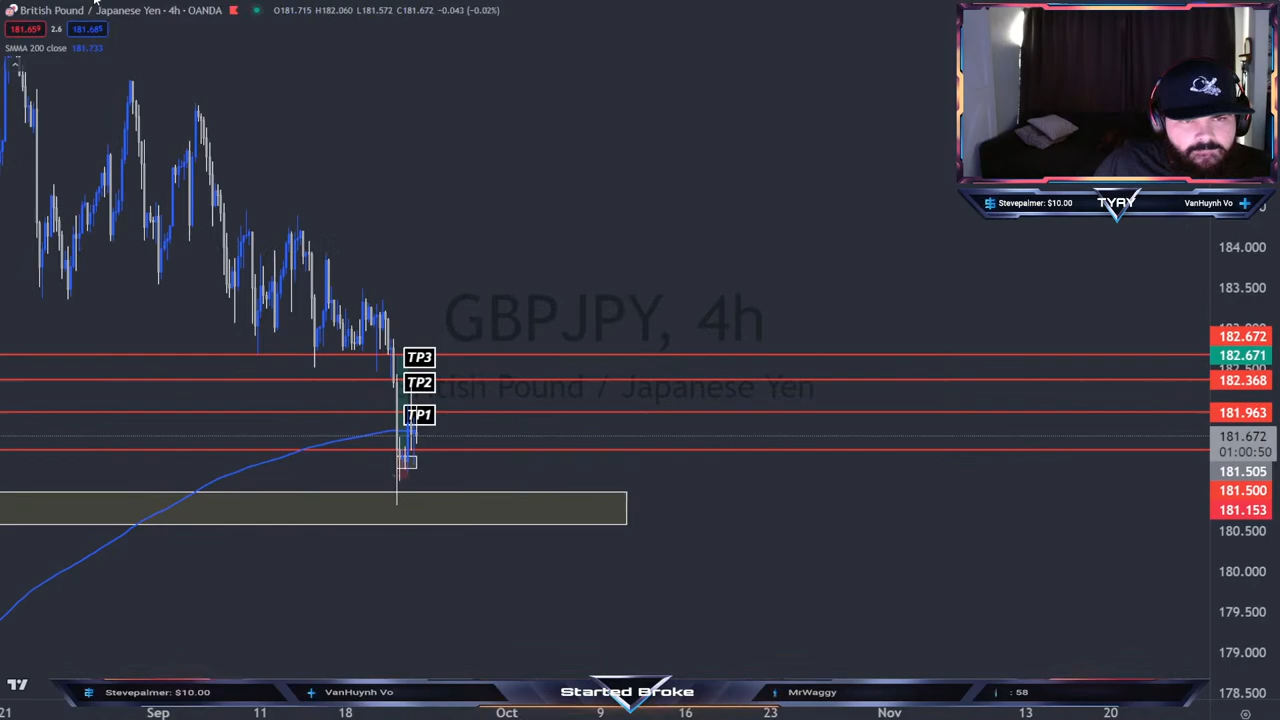 British Pound / Japanese Yen · 4h · OANDA
O181.715 H182.060 L181.572 C181.672 -0.043 (-0.02%)
181.659 2.6 181.685
SMMA 200 close 181.733
GBPJPY, 4h
British Pound / Japanese Yen
TP3
TP2
TP1
Stevepalmer: $10.00
TYAY
VanHuynh Vo
184.000
183.500
182.672
182.671
182.368
181.963
181.672
01:00:50
181.505
181.500
181.153
180.500
180.000
179.500
179.000
178.500
Stevepalmer: $10.00
VanHuynh Vo
Started Broke
MrWaggy
: 58
21
Sep
11
18
Oct
9
16
23
Nov
13
20